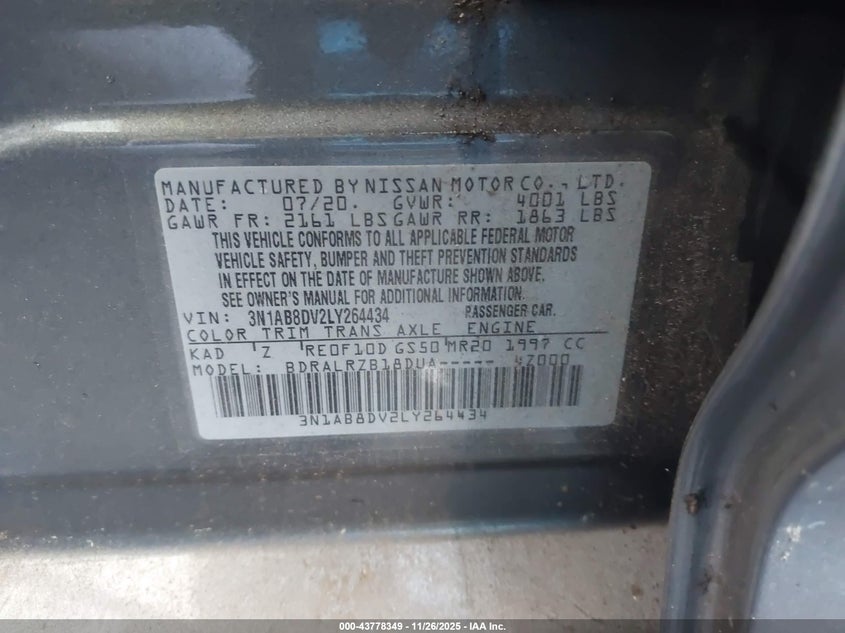 MANUFACTURED BY NISSAN MOTOR CO., LTD.
DATE: 07/20. GVWR: 4001 LBS
GAWR FR: 2161 LBS GAWR RR: 1863 LBS
THIS VEHICLE CONFORMS TO ALL APPLICABLE FEDERAL MOTOR
VEHICLE SAFETY, BUMPER AND THEFT PREVENTION STANDARDS
IN EFFECT ON THE DATE OF MANUFACTURE SHOWN ABOVE.
SEE OWNER'S MANUAL FOR ADDITIONAL INFORMATION.
VIN: 3N1AB8DV2LY264434 PASSENGER CAR.
COLOR TRIM TRANS AXLE ENGINE
KAD Z RE0F10D GS50 MR20 1997 CC
MODEL: BDRALRZB18DUA----- 4Z000
3N1AB8DV2LY264434
000-43778349 | 11/26/2025 - IAA Inc.